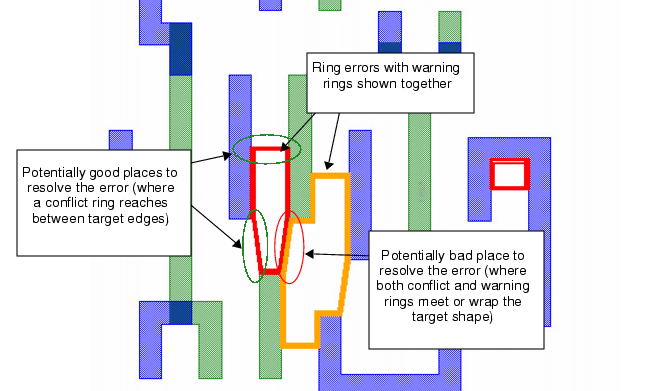 Ring errors with warning
rings shown together
Potentially good places to
resolve the error (where
a conflict ring reaches
between target edges)
Potentially bad place to
resolve the error (where
both conflict and warning
rings meet or wrap the
target shape)